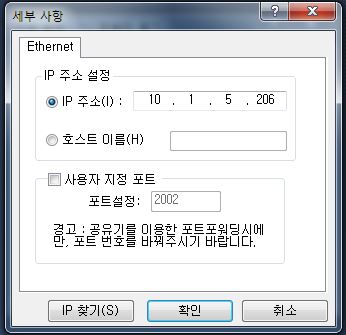 세부 사항
Ethernet
IP 주소 설정
IP 주소(I) : 10 . 1 . 5 . 206
호스트 이름(H)
사용자 지정 포트
포트설정: 2002
경고 : 공유기를 이용한 포트포워딩시에
만, 포트 번호를 바꿔주시기 바랍니다.
IP 찾기(S) 확인 취소